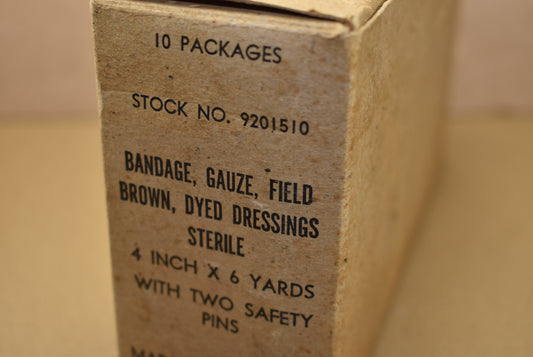 10 PACKAGES
STOCK NO. 9201510
BANDAGE, GAUZE, FIELD
BROWN, DYED DRESSINGS
STERILE
4 INCH X 6 YARDS
WITH TWO SAFETY
PINS